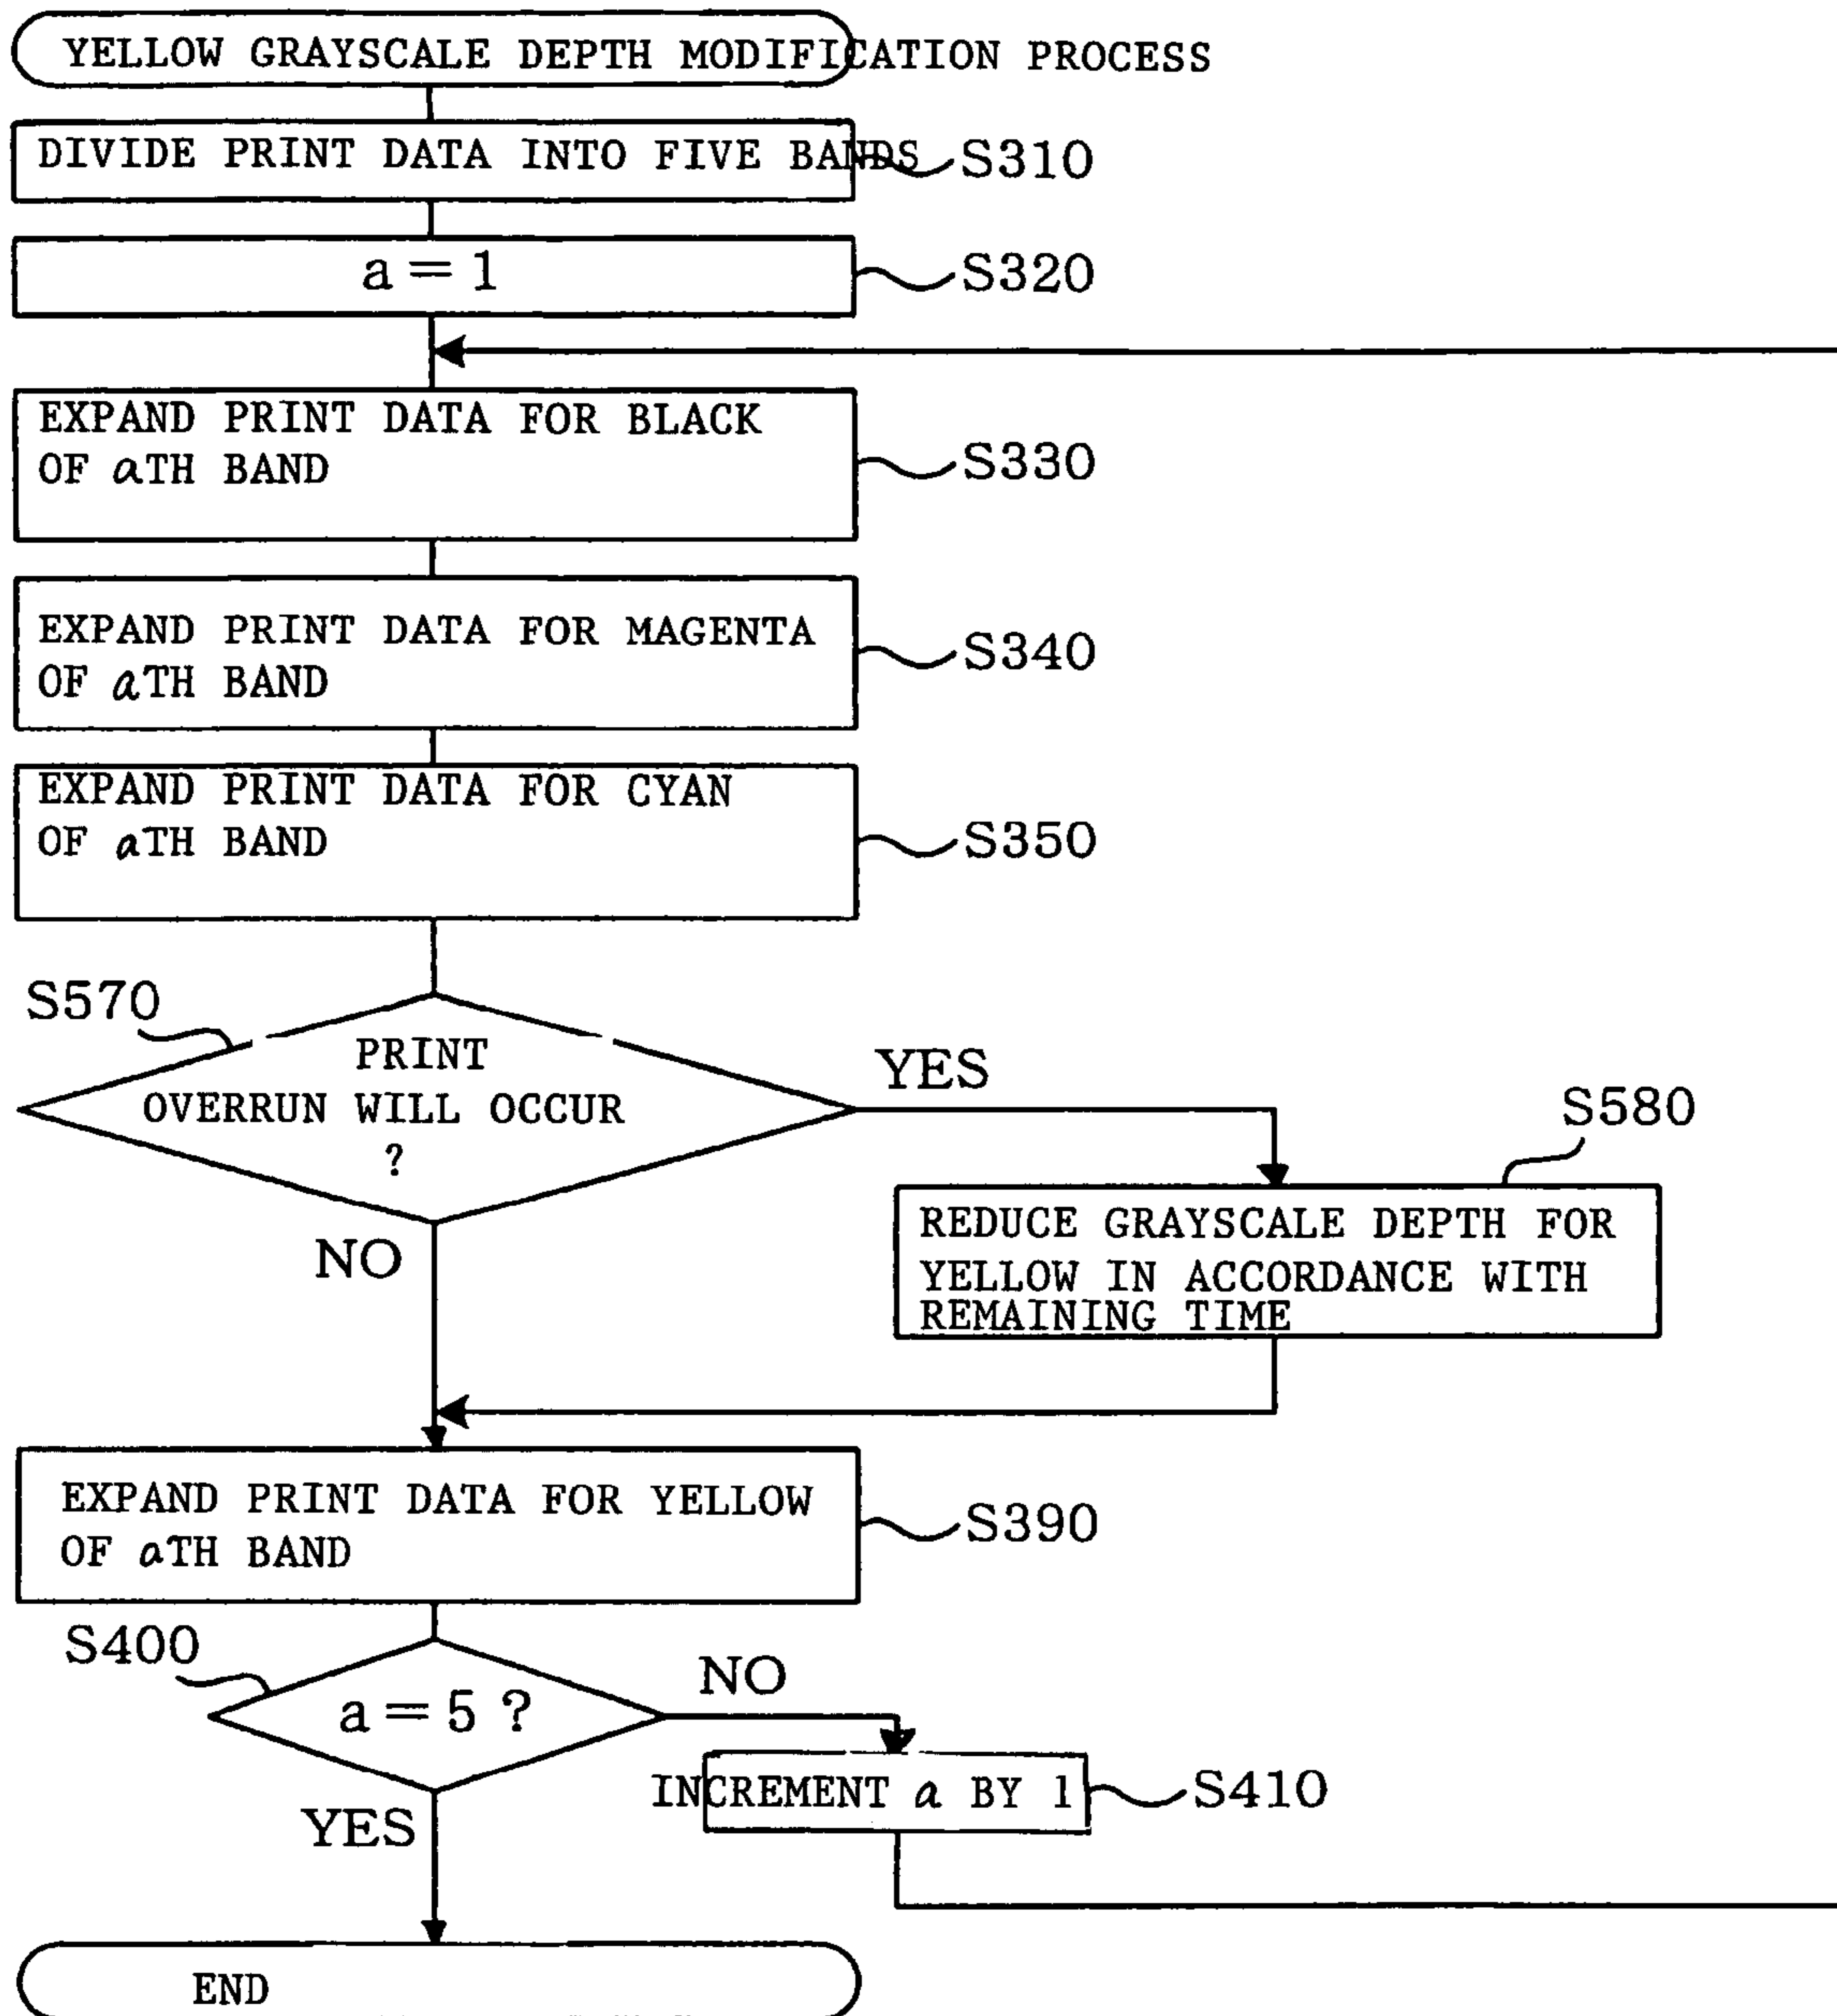 YELLOW GRAYSCALE DEPTH MODIFICATION PROCESS
DIVIDE PRINT DATA INTO FIVE BANDS
S310
a = 1
S320
EXPAND PRINT DATA FOR BLACK
OF aTH BAND
S330
EXPAND PRINT DATA FOR MAGENTA
OF aTH BAND
S340
EXPAND PRINT DATA FOR CYAN
OF aTH BAND
S350
S570
PRINT
OVERRUN WILL OCCUR
?
YES
NO
S580
REDUCE GRAYSCALE DEPTH FOR
YELLOW IN ACCORDANCE WITH
REMAINING TIME
EXPAND PRINT DATA FOR YELLOW
OF aTH BAND
S390
S400
a = 5 ?
NO
INCREMENT a BY 1
S410
YES
END